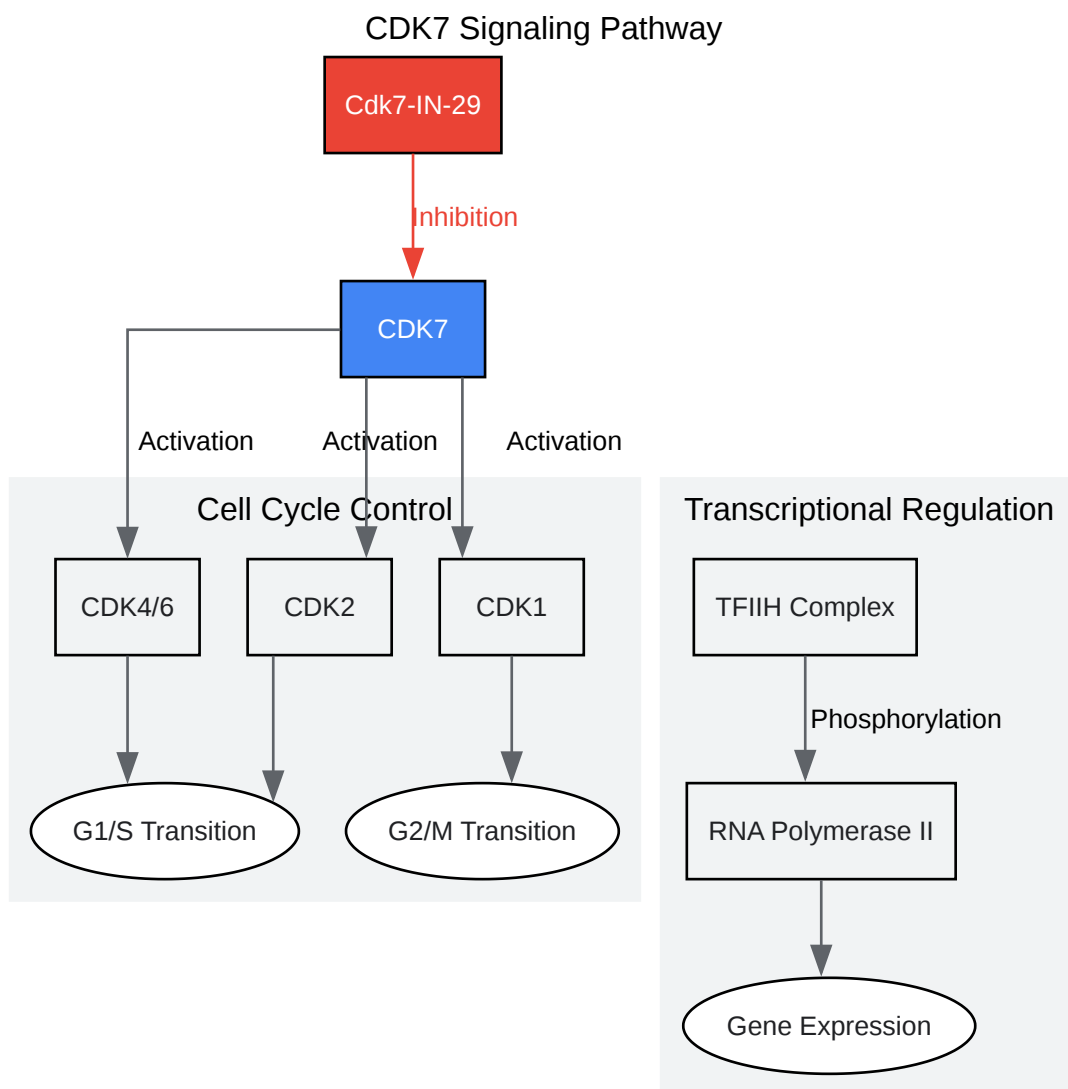 CDK7 Signaling Pathway
Cdk7-IN-29
Inhibition
CDK7
Activation
Activation
Activation
Cell Cycle Control
CDK4/6
CDK2
CDK1
G1/S Transition
G2/M Transition
Transcriptional Regulation
TFIIH Complex
Phosphorylation
RNA Polymerase II
Gene Expression